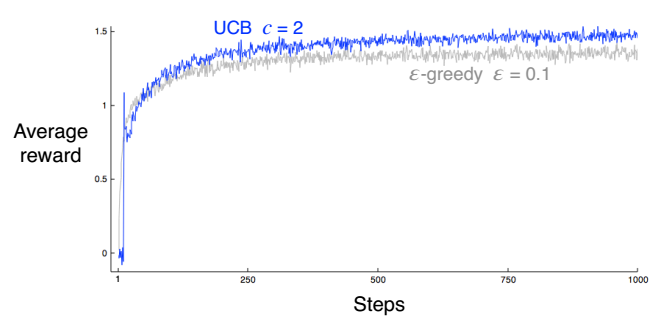 1.5
UCB c = 2
ε-greedy ε = 0.1
1
Average
reward
0.5
0
1
250
500
750
1000
Steps